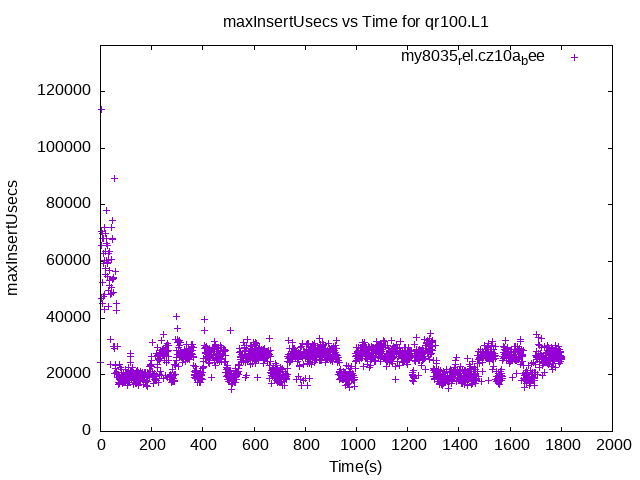 maxInsertUsecs vs Time for qr100.L1
my8035rel.cz10abee
120000
100000
80000
60000
40000
20000
0
maxInsertUsecs
0 200 400 600 800 1000 1200 1400 1600 1800 2000
Time(s)